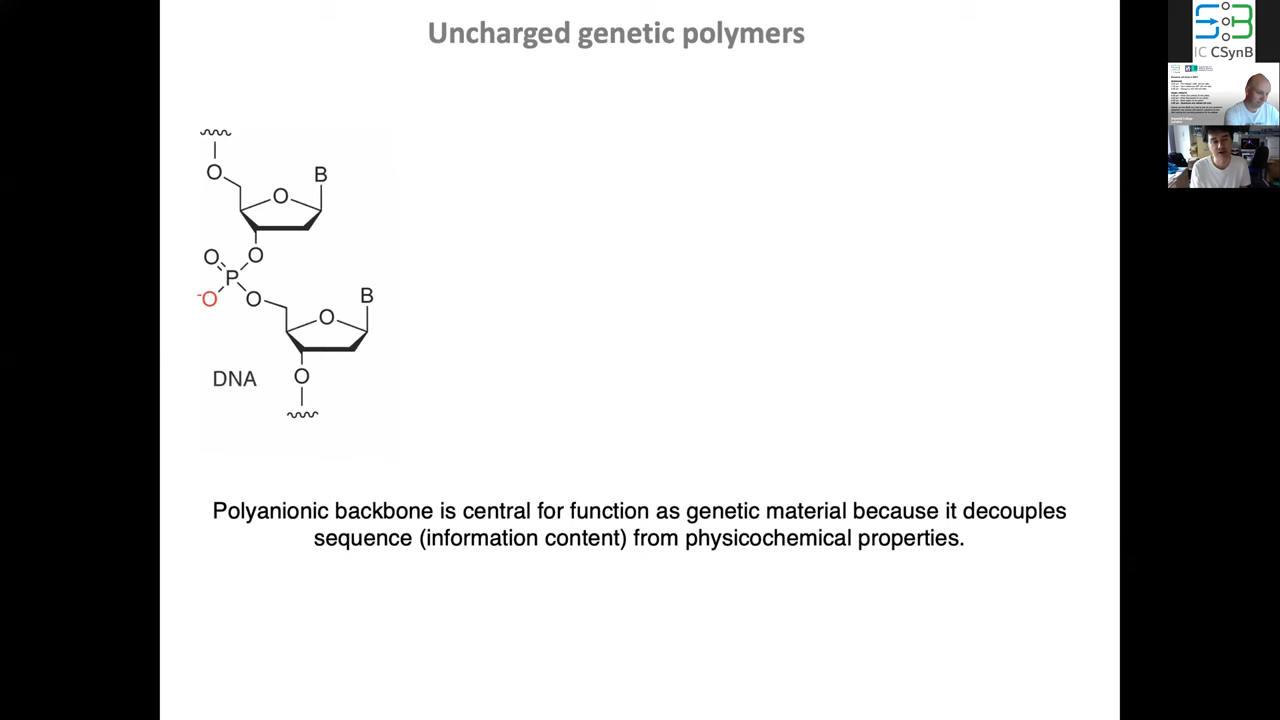 Uncharged genetic polymers
IC CSynB
O
B
O
O
O
P
-O
O
B
O
DNA
O
Polyanionic backbone is central for function as genetic material because it decouples
sequence (information content) from physicochemical properties.